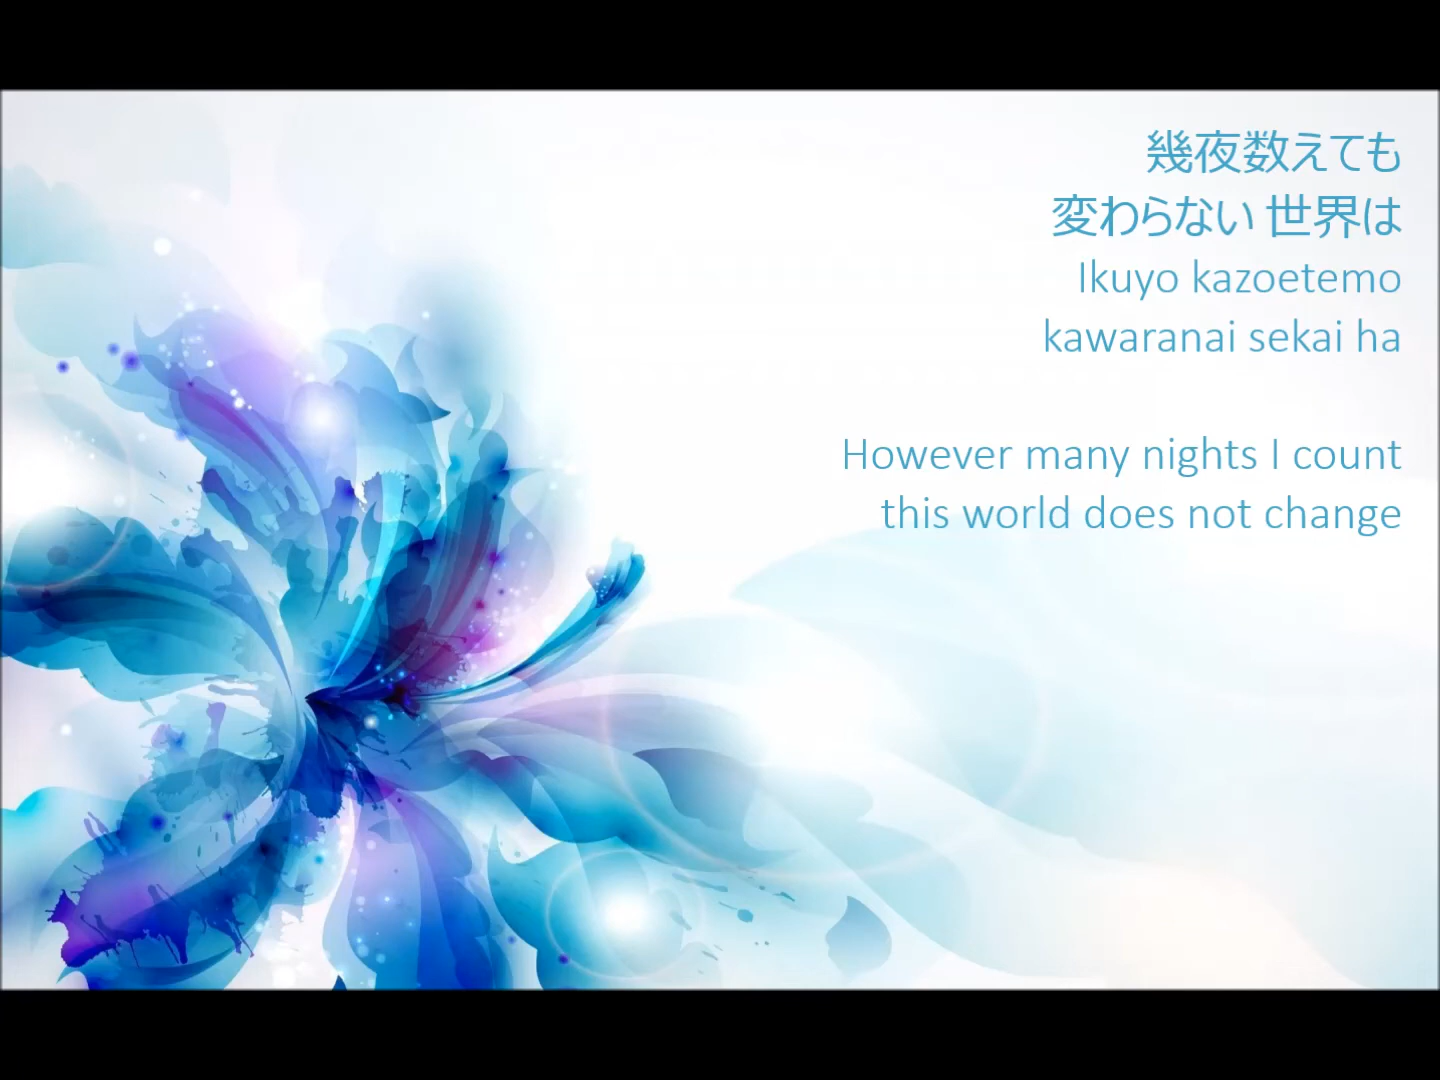 幾夜数えても
変わらない 世界は
Ikuyo kazoetemo
kawaranai sekai ha
However many nights I count
this world does not change